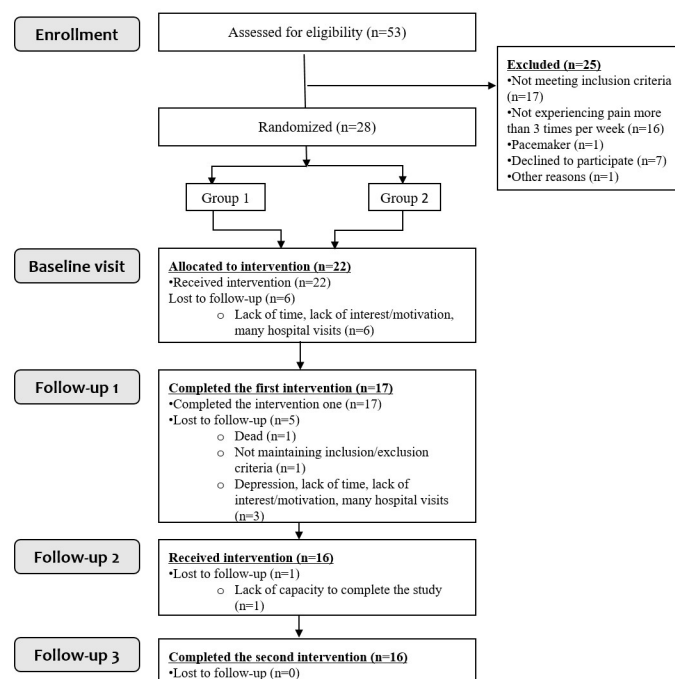 Enrollment
Assessed for eligibility (n=53)
Excluded (n=25)
•Not meeting inclusion criteria
(n=17)
•Not experiencing pain more
than 3 times per week (n=16)
•Pacemaker (n=1)
•Declined to participate (n=7)
•Other reasons (n=1)
Randomized (n=28)
Group 1
Group 2
Baseline visit
Allocated to intervention (n=22)
•Received intervention (n=22)
Lost to follow-up (n=6)
o Lack of time, lack of interest/motivation,
many hospital visits (n=6)
Follow-up 1
Completed the first intervention (n=17)
•Completed the intervention one (n=17)
•Lost to follow-up (n=5)
o Dead (n=1)
o Not maintaining inclusion/exclusion
criteria (n=1)
o Depression, lack of time, lack of
interest/motivation, many hospital visits
(n=3)
Follow-up 2
Received intervention (n=16)
•Lost to follow-up (n=1)
o Lack of capacity to complete the study
(n=1)
Follow-up 3
Completed the second intervention (n=16)
•Lost to follow-up (n=0)